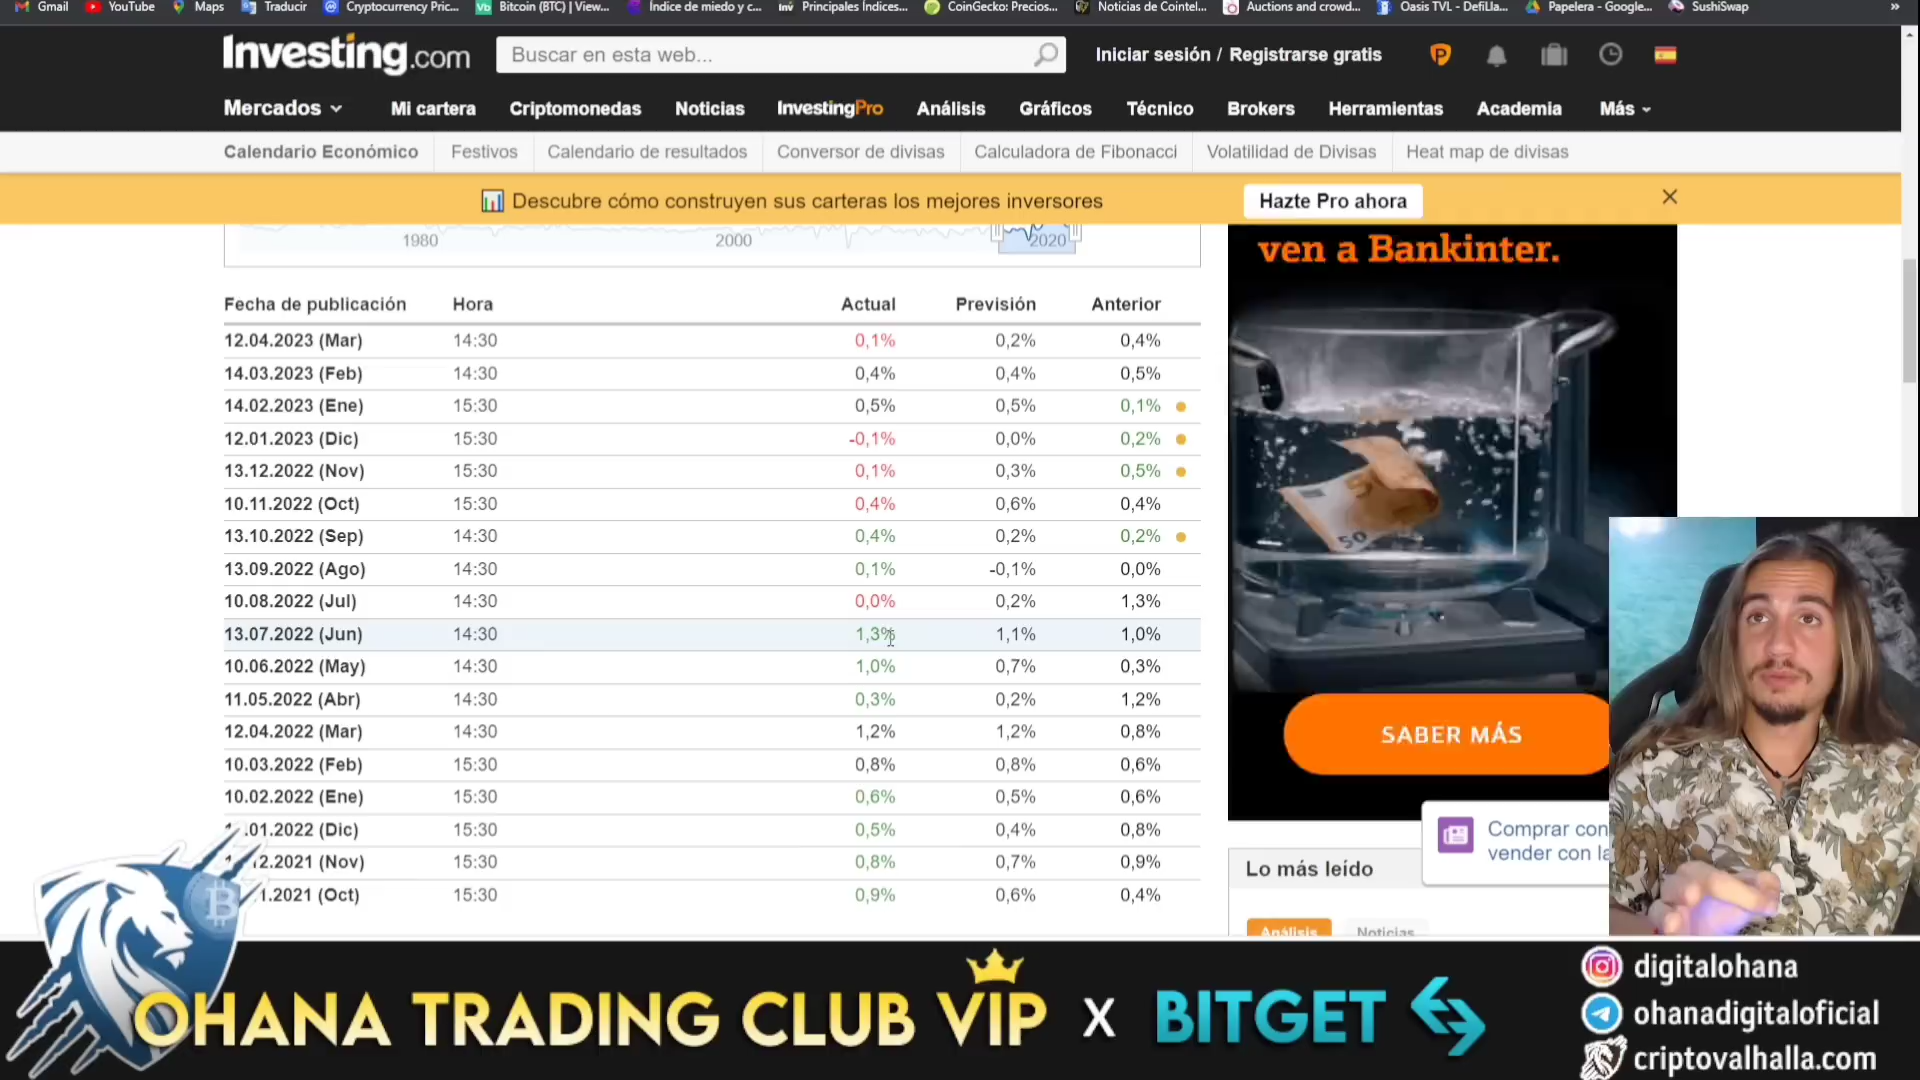 Gmail YouTube Maps Traducir Cryptocurrency Pric... Bitcoin (BTC) | View... Índice de miedo y c... Principales Índices... CoinGecko: Precios... Noticias de Cointel... Auctions and crowd... Oasis TVL - DefiLla... Papelera - Google... SushiSwap »
Investing.com Buscar en esta web... Iniciar sesión / Registrarse gratis
Mercados Mi cartera Criptomonedas Noticias InvestingPro Análisis Gráficos Técnico Brokers Herramientas Academia Más
Calendario Económico Festivos Calendario de resultados Conversor de divisas Calculadora de Fibonacci Volatilidad de Divisas Heat map de divisas
Descubre cómo construyen sus carteras los mejores inversores Hazte Pro ahora
1980 2000 2020
ven a Bankinter.
Fecha de publicación Hora Actual Previsión Anterior
12.04.2023 (Mar) 14:30 0,1% 0,2% 0,4%
14.03.2023 (Feb) 14:30 0,4% 0,4% 0,5%
14.02.2023 (Ene) 15:30 0,5% 0,5% 0,1%
12.01.2023 (Dic) 15:30 -0,1% 0,0% 0,2%
13.12.2022 (Nov) 15:30 0,1% 0,3% 0,5%
10.11.2022 (Oct) 15:30 0,4% 0,6% 0,4%
13.10.2022 (Sep) 14:30 0,4% 0,2% 0,2%
13.09.2022 (Ago) 14:30 0,1% -0,1% 0,0%
10.08.2022 (Jul) 14:30 0,0% 0,2% 1,3%
13.07.2022 (Jun) 14:30 1,3% 1,1% 1,0%
10.06.2022 (May) 14:30 1,0% 0,7% 0,3%
11.05.2022 (Abr) 14:30 0,3% 0,2% 1,2%
12.04.2022 (Mar) 14:30 1,2% 1,2% 0,8%
10.03.2022 (Feb) 15:30 0,8% 0,8% 0,6%
10.02.2022 (Ene) 15:30 0,6% 0,5% 0,6%
.01.2022 (Dic) 15:30 0,5% 0,4% 0,8%
.12.2021 (Nov) 15:30 0,8% 0,7% 0,9%
1.2021 (Oct) 15:30 0,9% 0,6% 0,4%
50
SABER MÁS
Comprar con
vender con la
Lo más leído
Análisis Noticias
OHANA TRADING CLUB VIP X BITGET
digitalohana
ohanadigitaloficial
criptovalhalla.com